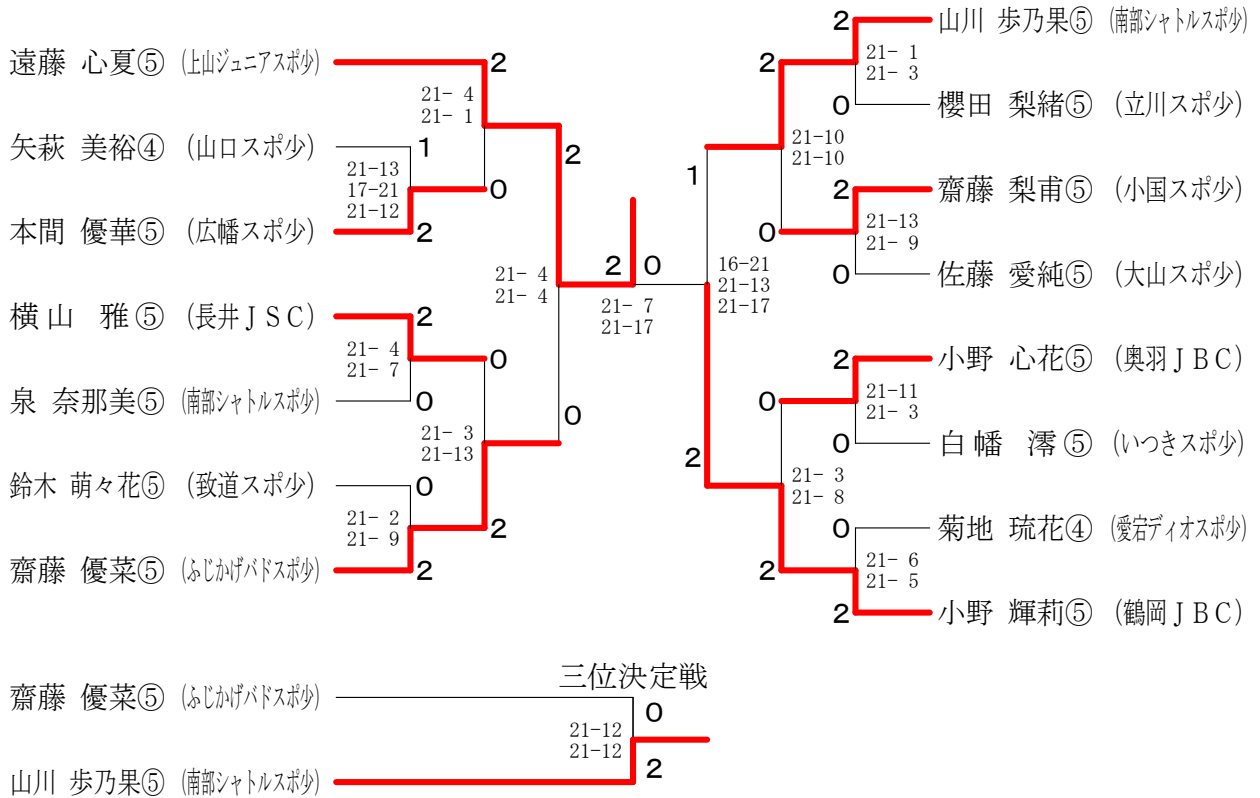 遠藤 心夏⑤ (上山ジュニアスポ少)
2
21- 4
21- 1
矢萩 美裕④ (山口スポ少)
1
21-13
17-21
21-12
0
本間 優華⑤ (広幡スポ少)
2
2
21- 4
21- 4
横山 雅⑤ (長井JSC)
2
21- 4
21- 7
0
泉 奈那美⑤ (南部シャトルスポ少)
0
21- 3
21-13
0
鈴木 萌々花⑤ (致道スポ少)
0
21- 2
21- 9
2
齋藤 優菜⑤ (ふじかげバドスポ少)
2
2 0
21- 7
21-17
2 山川 歩乃果⑤ (南部シャトルスポ少)
2
21- 1
21- 3
0 櫻田 梨緒⑤ (立川スポ少)
21-10
21-10
1
2 齋藤 梨甫⑤ (小国スポ少)
0
21-13
21- 9
0 佐藤 愛純⑤ (大山スポ少)
16-21
21-13
21-17
2 小野 心花⑤ (奥羽JBC)
0
21-11
21- 3
0 白幡 澪⑤ (いつきスポ少)
2
21- 3
21- 8
0 菊地 琉花④ (愛宕ディオスポ少)
2
21- 6
21- 5
2 小野 輝莉⑤ (鶴岡JBC)
三位決定戦
齋藤 優菜⑤ (ふじかげバドスポ少)
0
21-12
21-12
2
山川 歩乃果⑤ (南部シャトルスポ少)